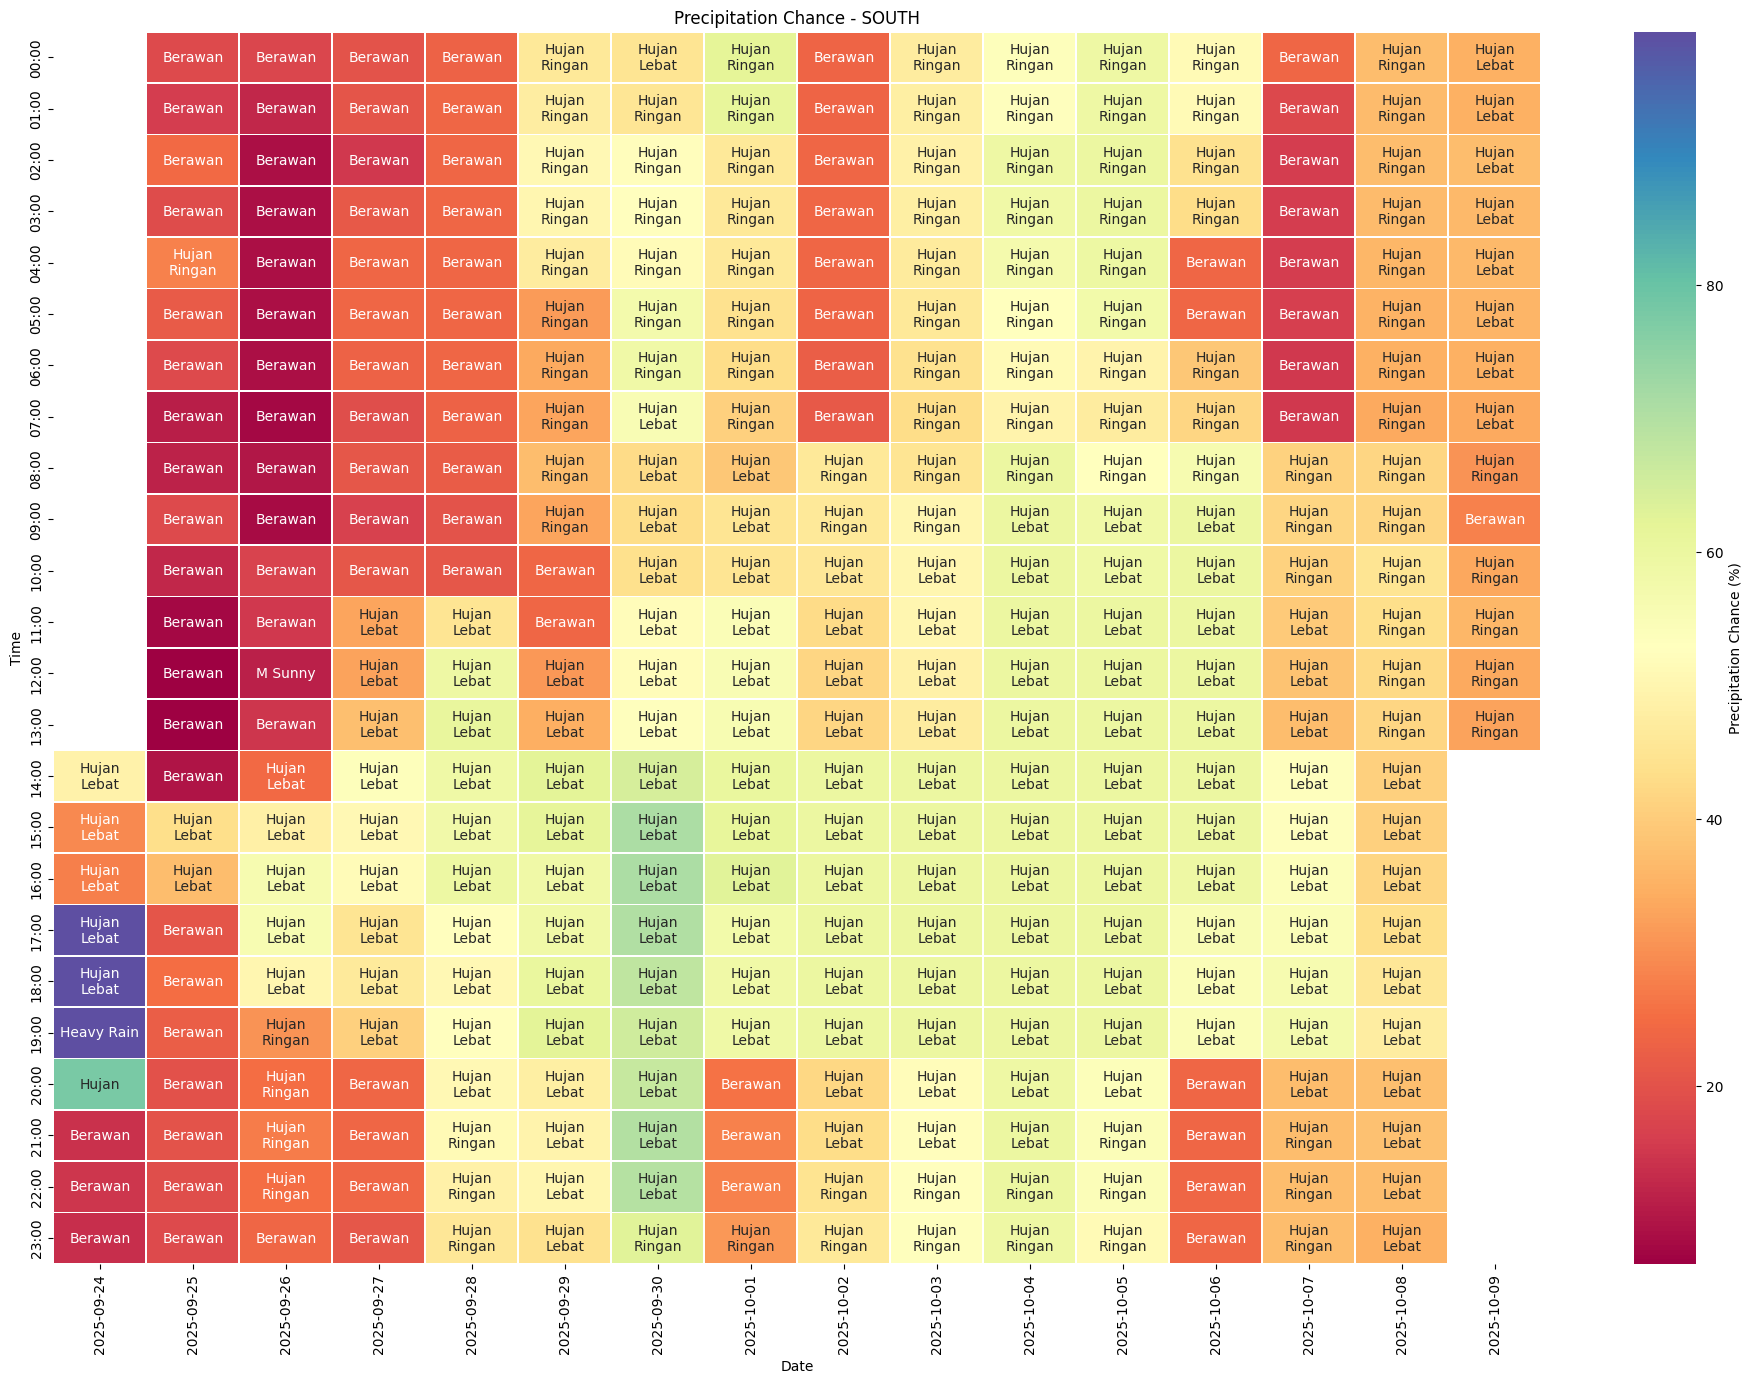 Precipitation Chance - SOUTH
00:00 Berawan Berawan Berawan Berawan Hujan Ringan Hujan Lebat Hujan Ringan Berawan Hujan Ringan Hujan Ringan Hujan Ringan Hujan Ringan Berawan Hujan Ringan Hujan Lebat
01:00 Berawan Berawan Berawan Berawan Hujan Ringan Hujan Ringan Hujan Ringan Berawan Hujan Ringan Hujan Ringan Hujan Ringan Hujan Ringan Berawan Hujan Ringan Hujan Lebat
02:00 Berawan Berawan Berawan Berawan Hujan Ringan Hujan Ringan Hujan Ringan Berawan Hujan Ringan Hujan Ringan Hujan Ringan Hujan Ringan Berawan Hujan Ringan Hujan Lebat
03:00 Berawan Berawan Berawan Berawan Hujan Ringan Hujan Ringan Hujan Ringan Berawan Hujan Ringan Hujan Ringan Hujan Ringan Hujan Ringan Berawan Hujan Ringan Hujan Lebat
04:00 Hujan Ringan Berawan Berawan Berawan Hujan Ringan Hujan Ringan Hujan Ringan Berawan Hujan Ringan Hujan Ringan Hujan Ringan Berawan Berawan Hujan Ringan Hujan Lebat
05:00 Berawan Berawan Berawan Berawan Hujan Ringan Hujan Ringan Hujan Ringan Berawan Hujan Ringan Hujan Ringan Hujan Ringan Berawan Berawan Hujan Ringan Hujan Lebat
06:00 Berawan Berawan Berawan Berawan Hujan Ringan Hujan Ringan Hujan Ringan Berawan Hujan Ringan Hujan Ringan Hujan Ringan Hujan Ringan Berawan Hujan Ringan Hujan Lebat
07:00 Berawan Berawan Berawan Berawan Hujan Ringan Hujan Lebat Hujan Ringan Berawan Hujan Ringan Hujan Ringan Hujan Ringan Hujan Ringan Berawan Hujan Ringan Hujan Lebat
08:00 Berawan Berawan Berawan Berawan Hujan Ringan Hujan Lebat Hujan Lebat Hujan Ringan Hujan Ringan Hujan Ringan Hujan Ringan Hujan Ringan Hujan Ringan Hujan Ringan Hujan Ringan
09:00 Berawan Berawan Berawan Berawan Hujan Ringan Hujan Lebat Hujan Lebat Hujan Ringan Hujan Ringan Hujan Lebat Hujan Lebat Hujan Lebat Hujan Ringan Hujan Ringan Berawan
10:00 Berawan Berawan Berawan Berawan Berawan Hujan Lebat Hujan Lebat Hujan Lebat Hujan Lebat Hujan Lebat Hujan Lebat Hujan Lebat Hujan Ringan Hujan Ringan Hujan Ringan
11:00 Berawan Berawan Hujan Lebat Hujan Lebat Berawan Hujan Lebat Hujan Lebat Hujan Lebat Hujan Lebat Hujan Lebat Hujan Lebat Hujan Lebat Hujan Lebat Hujan Ringan Hujan Ringan
12:00 Berawan M Sunny Hujan Lebat Hujan Lebat Hujan Lebat Hujan Lebat Hujan Lebat Hujan Lebat Hujan Lebat Hujan Lebat Hujan Lebat Hujan Lebat Hujan Lebat Hujan Ringan Hujan Ringan
13:00 Berawan Berawan Hujan Lebat Hujan Lebat Hujan Lebat Hujan Lebat Hujan Lebat Hujan Lebat Hujan Lebat Hujan Lebat Hujan Lebat Hujan Lebat Hujan Lebat Hujan Ringan Hujan Ringan
14:00 Hujan Lebat Berawan Hujan Lebat Hujan Lebat Hujan Lebat Hujan Lebat Hujan Lebat Hujan Lebat Hujan Lebat Hujan Lebat Hujan Lebat Hujan Lebat Hujan Lebat Hujan Lebat Hujan Lebat
15:00 Hujan Lebat Hujan Lebat Hujan Lebat Hujan Lebat Hujan Lebat Hujan Lebat Hujan Lebat Hujan Lebat Hujan Lebat Hujan Lebat Hujan Lebat Hujan Lebat Hujan Lebat Hujan Lebat Hujan Lebat
16:00 Hujan Lebat Hujan Lebat Hujan Lebat Hujan Lebat Hujan Lebat Hujan Lebat Hujan Lebat Hujan Lebat Hujan Lebat Hujan Lebat Hujan Lebat Hujan Lebat Hujan Lebat Hujan Lebat Hujan Lebat
17:00 Hujan Lebat Berawan Hujan Lebat Hujan Lebat Hujan Lebat Hujan Lebat Hujan Lebat Hujan Lebat Hujan Lebat Hujan Lebat Hujan Lebat Hujan Lebat Hujan Lebat Hujan Lebat Hujan Lebat
18:00 Hujan Lebat Berawan Hujan Lebat Hujan Lebat Hujan Lebat Hujan Lebat Hujan Lebat Hujan Lebat Hujan Lebat Hujan Lebat Hujan Lebat Hujan Lebat Hujan Lebat Hujan Lebat Hujan Lebat
19:00 Heavy Rain Berawan Hujan Ringan Hujan Lebat Hujan Lebat Hujan Lebat Hujan Lebat Hujan Lebat Hujan Lebat Hujan Lebat Hujan Lebat Hujan Lebat Hujan Lebat Hujan Lebat Hujan Lebat
20:00 Hujan Berawan Hujan Ringan Berawan Hujan Lebat Hujan Lebat Hujan Lebat Berawan Hujan Lebat Hujan Lebat Hujan Lebat Hujan Lebat Berawan Hujan Lebat Hujan Lebat
21:00 Berawan Berawan Hujan Ringan Berawan Hujan Ringan Hujan Lebat Hujan Lebat Berawan Hujan Lebat Hujan Lebat Hujan Lebat Hujan Ringan Berawan Hujan Ringan Hujan Lebat
22:00 Berawan Berawan Hujan Ringan Berawan Hujan Ringan Hujan Lebat Hujan Lebat Berawan Hujan Ringan Hujan Ringan Hujan Ringan Hujan Ringan Berawan Hujan Ringan Hujan Lebat
23:00 Berawan Berawan Berawan Berawan Hujan Ringan Hujan Lebat Hujan Ringan Hujan Ringan Hujan Ringan Hujan Ringan Hujan Ringan Hujan Ringan Berawan Hujan Ringan Hujan Lebat
Time
2025-09-24 2025-09-25 2025-09-26 2025-09-27 2025-09-28 2025-09-29 2025-09-30 2025-10-01 2025-10-02 2025-10-03 2025-10-04 2025-10-05 2025-10-06 2025-10-07 2025-10-08 2025-10-09
Date
80
60
40
20
Precipitation Chance (%)